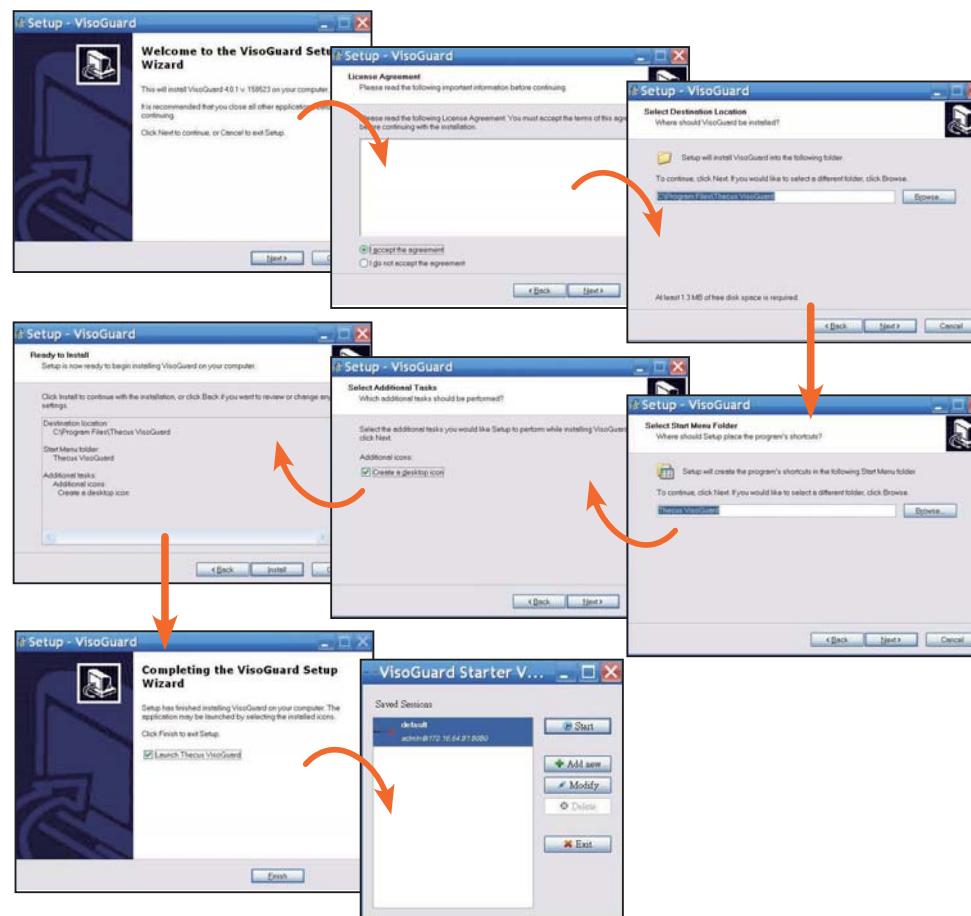 Setup - VisoGuard
Welcome to the VisoGuard Setu
Wizard
This will install VisoGuard 4.0.1 v. 158523 on your computer.
It is recommended that you close all other application
continuing.
Click Next to continue, or Cancel to exit Setup.
Next >
Setup - VisoGuard
License Agreement
Please read the following important information before continuing.
Please read the following License Agreement. You must accept the terms of this agre
before continuing with the installation.
I accept the agreement
I do not accept the agreement
< Back
Next >
Setup - VisoGuard
Select Destination Location
Where should VisoGuard be installed?
Setup will install VisoGuard into the following folder.
To continue, click Next. If you would like to select a different folder, click Browse.
C:\Program Files\Thecus VisoGuard
Browse...
At least 1.3 MB of free disk space is required.
< Back
Next >
Cancel
Setup - VisoGuard
Select Start Menu Folder
Where should Setup place the program's shortcuts?
Setup will create the program's shortcuts in the following Start Menu folder.
To continue, click Next. If you would like to select a different folder, click Browse.
Thecus VisoGuard
Browse...
< Back
Next >
Cancel
Setup - VisoGuard
Select Additional Tasks
Which additional tasks should be performed?
Select the additional tasks you would like Setup to perform while installing VisoGuard
click Next.
Additional icons:
Create a desktop icon
< Back
Next >
Setup - VisoGuard
Ready to Install
Setup is now ready to begin installing VisoGuard on your computer.
Click Install to continue with the installation, or click Back if you want to review or change any
settings.
Destination location:
C:\Program Files\Thecus VisoGuard
Start Menu folder:
Thecus VisoGuard
Additional tasks:
Additional icons:
Create a desktop icon
< Back
Install
Setup - VisoGuard
Completing the VisoGuard Setup
Wizard
Setup has finished installing VisoGuard on your computer. The
application may be launched by selecting the installed icons.
Click Finish to exit Setup.
Launch Thecus VisoGuard
Finish
VisoGuard Starter V...
Saved Sessions
default
admin@172.16.64.91:8080
Start
Add new
Modify
Delete
Exit